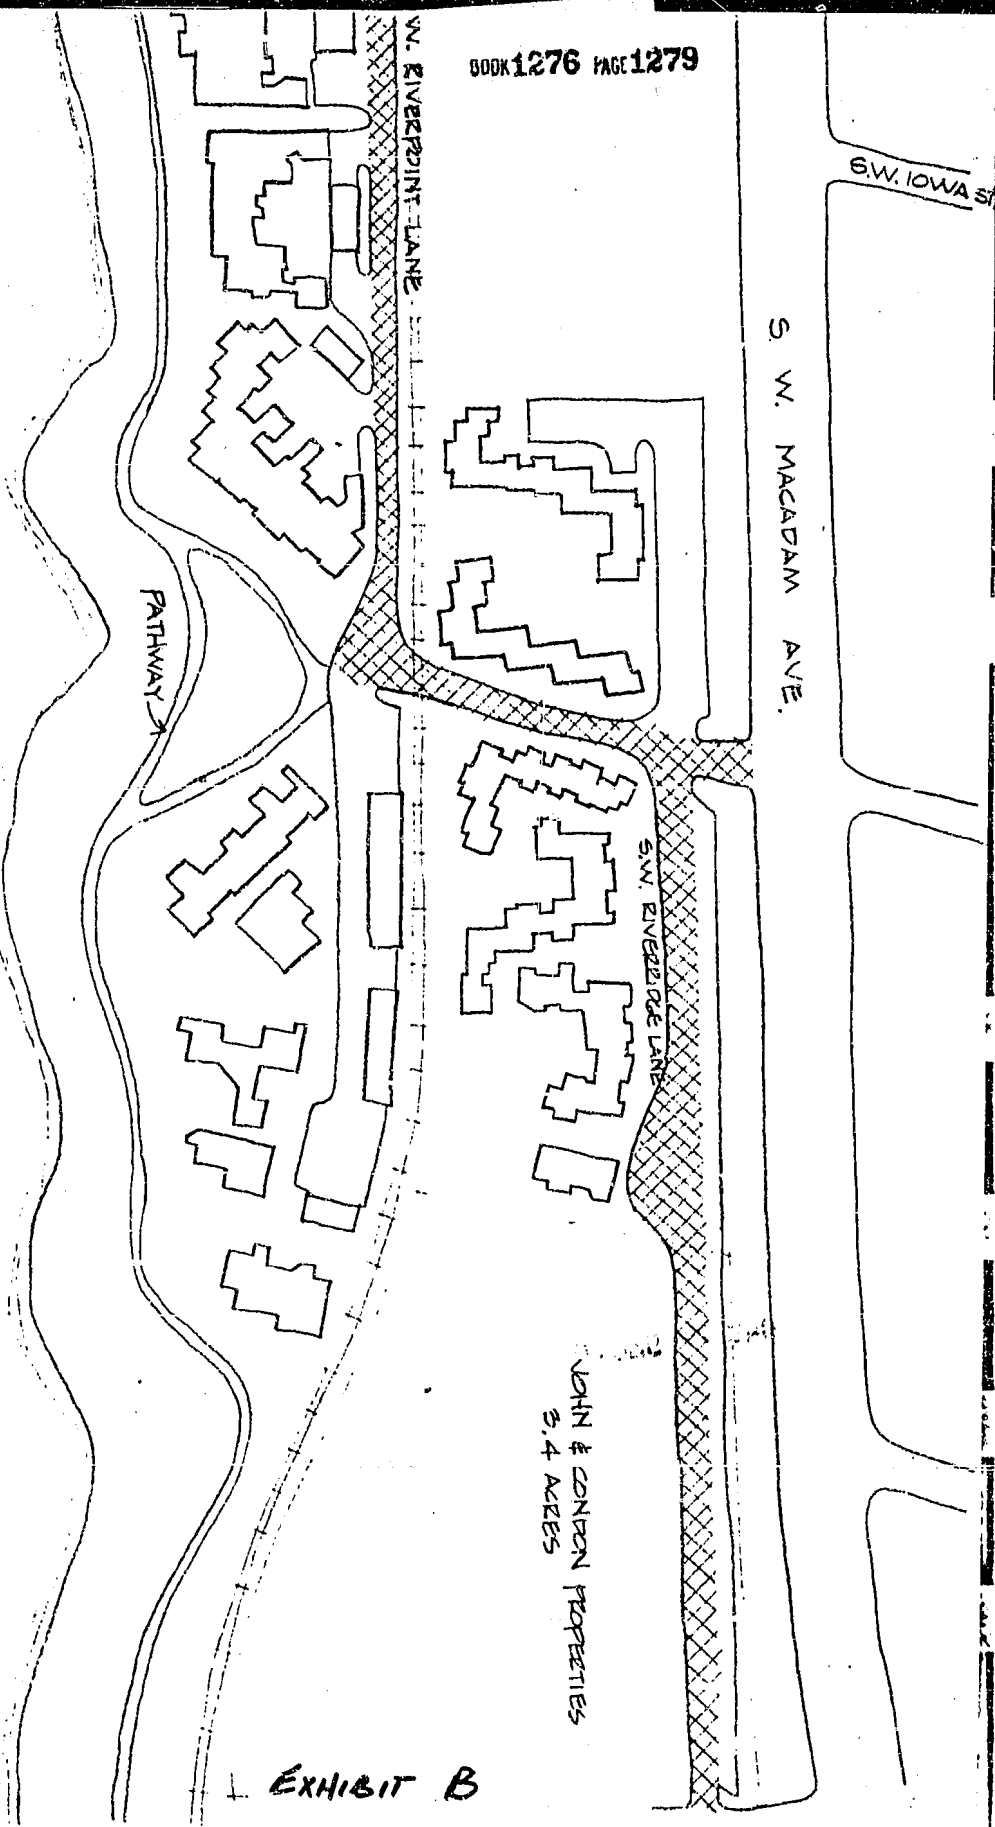 BOOK 1276 PAGE 1279
W. RIVERPOINT LANE
S.W. IOWA ST
S. W. MACADAM AVE.
PATHWAY
S.W. RIVERRIDGE LANE
JOHN & CONDON PROPERTIES
3.4 ACRES
EXHIBIT B